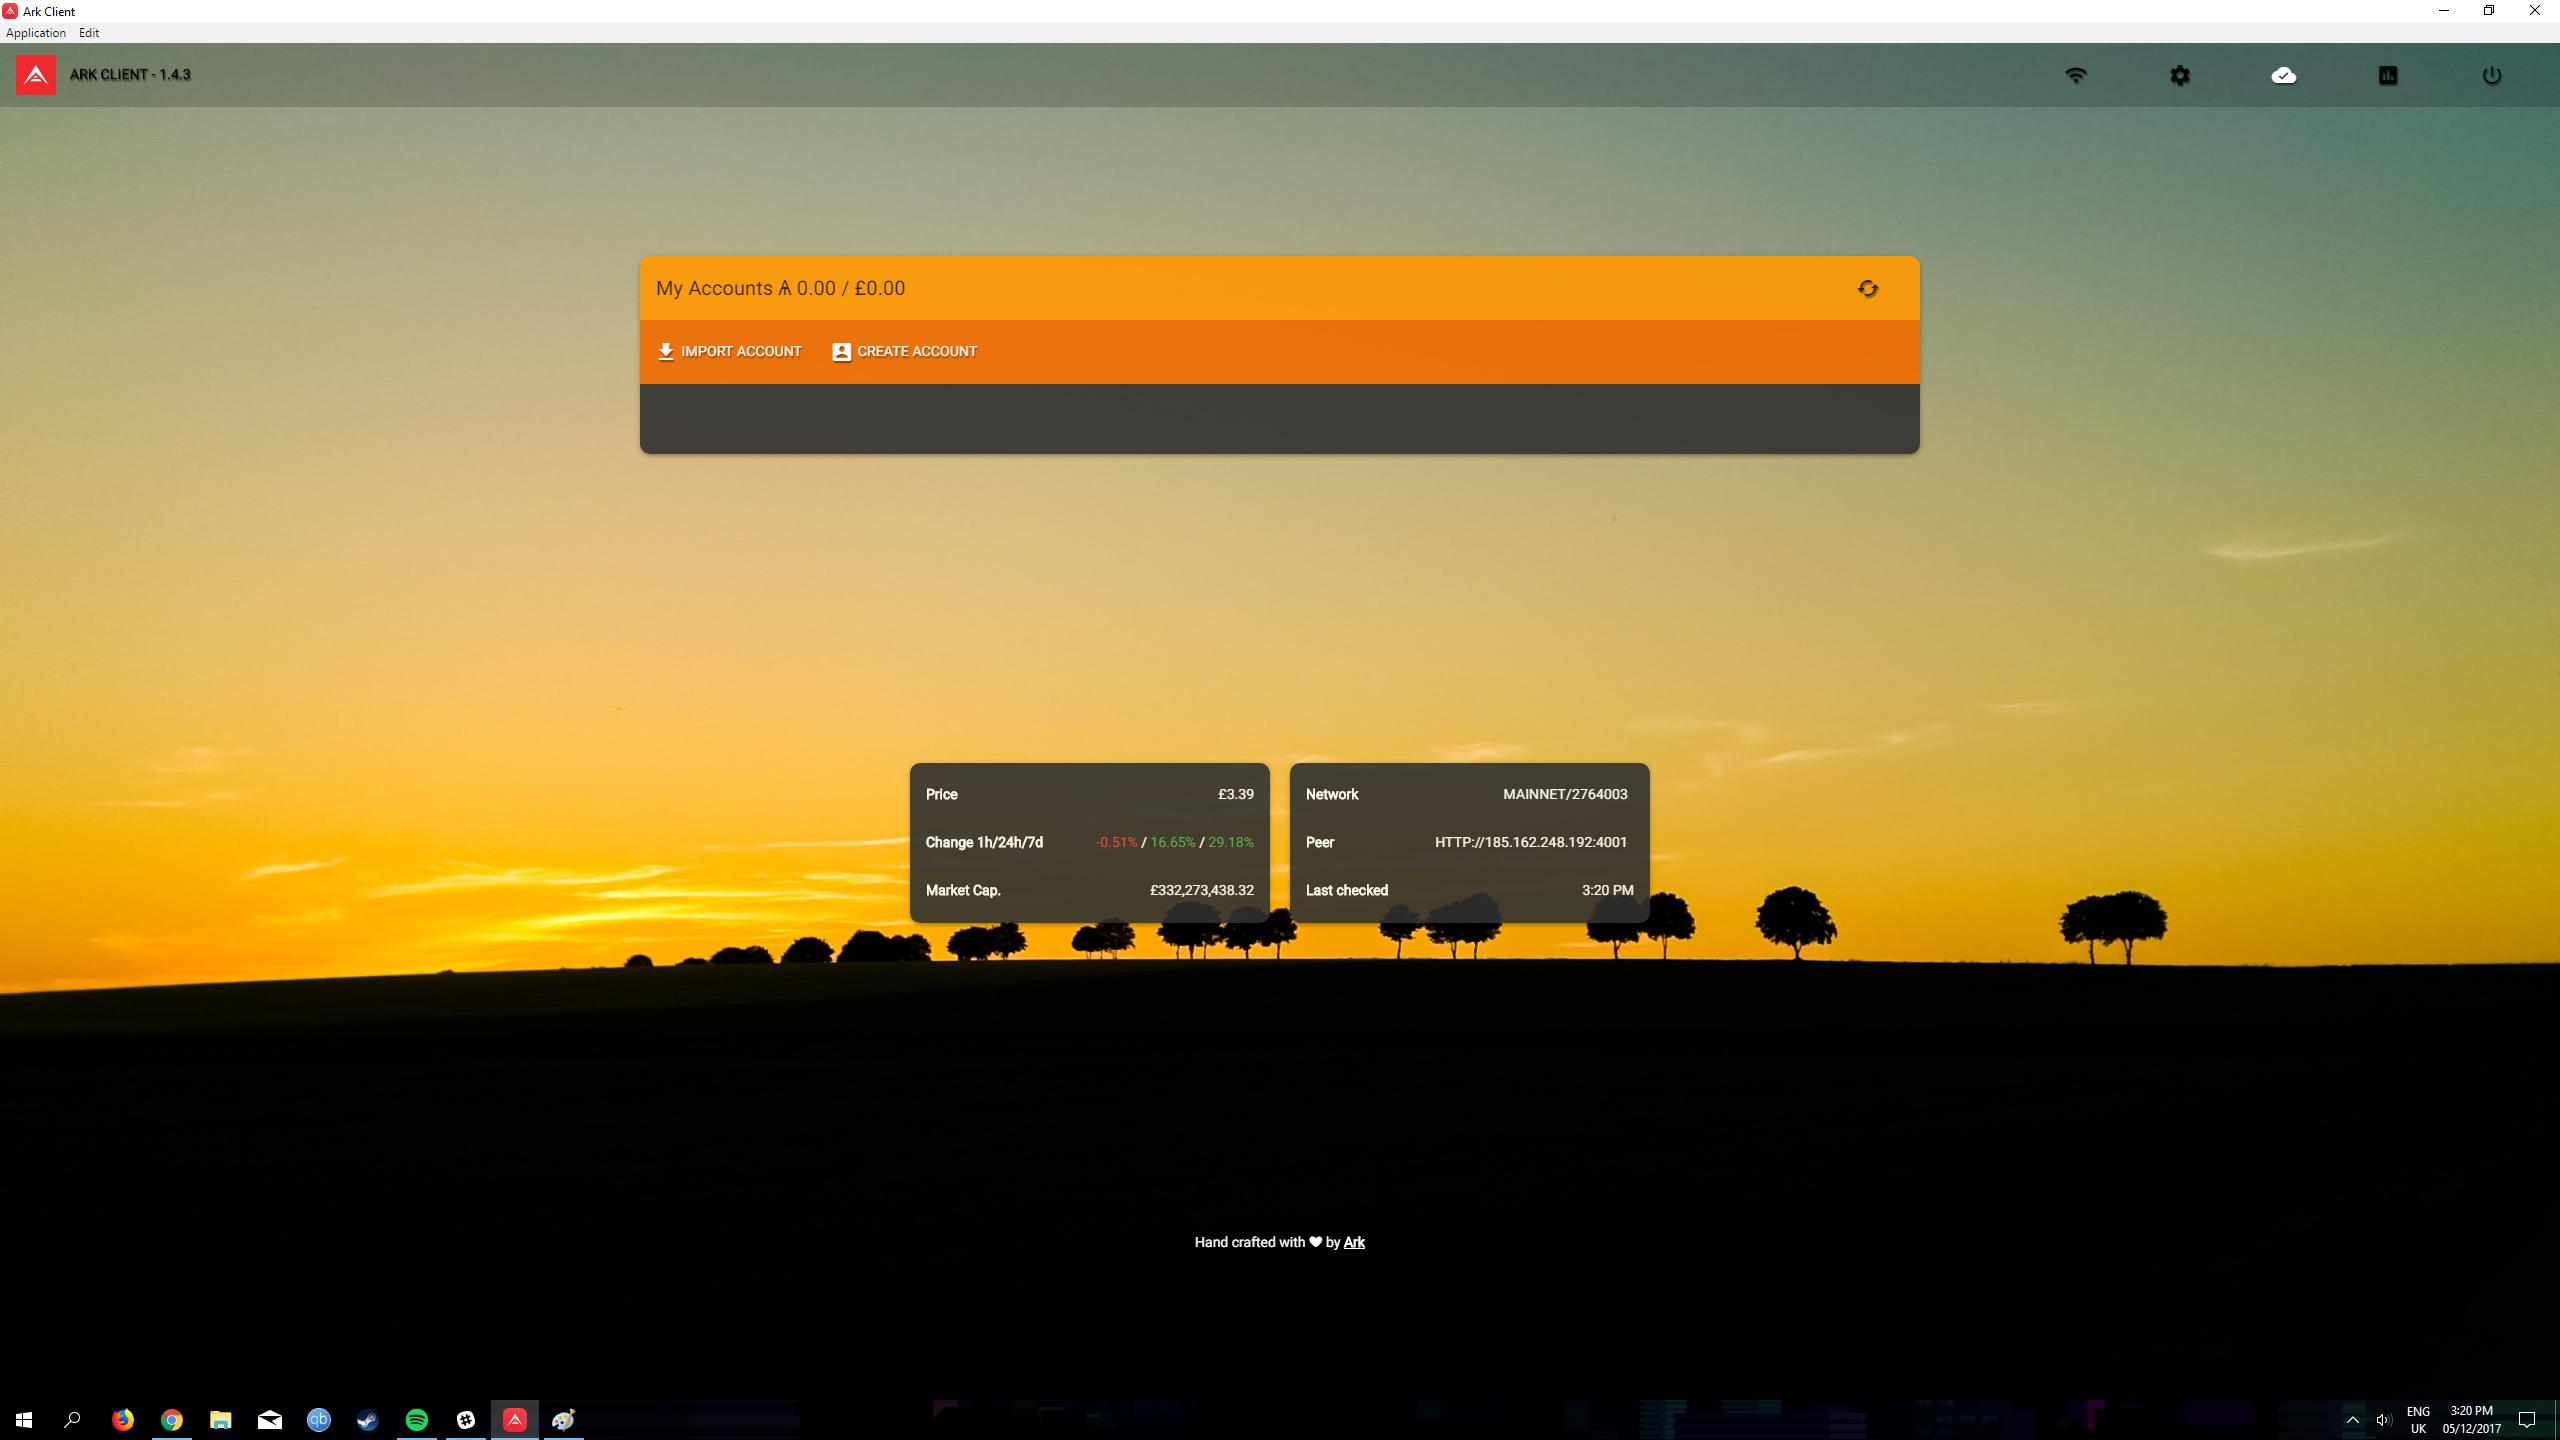 Ark Client
Application Edit
ARK CLIENT - 1.4.3
My Accounts Ѧ 0.00 / £0.00
IMPORT ACCOUNT CREATE ACCOUNT
Price £3.39
Change 1h/24h/7d -0.51% / 16.65% / 29.18%
Market Cap. £332,273,438.32
Network MAINNET/2764003
Peer HTTP://185.162.248.192:4001
Last checked 3:20 PM
Hand crafted with ♥ by Ark
qb
ENG
UK
3:20 PM
05/12/2017